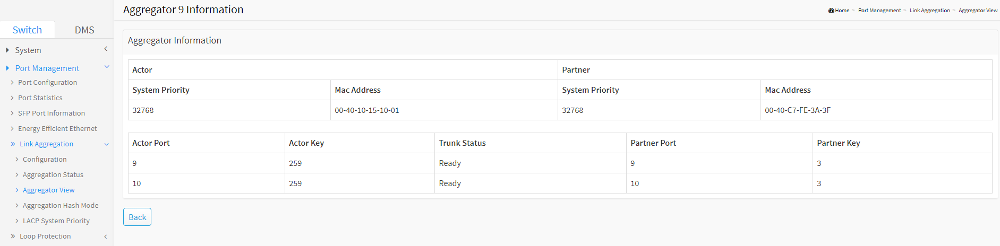 Aggregator 9 Information
Home > Port Management > Link Aggregation > Aggregator View
Switch DMS
System
Port Management
Port Configuration
Port Statistics
SFP Port Information
Energy Efficient Ethernet
Link Aggregation
Configuration
Aggregation Status
Aggregator View
Aggregation Hash Mode
LACP System Priority
Loop Protection
Aggregator Information
Actor Partner
System Priority Mac Address System Priority Mac Address
32768 00-40-10-15-10-01 32768 00-40-C7-FE-3A-3F
Actor Port Actor Key Trunk Status Partner Port Partner Key
9 259 Ready 9 3
10 259 Ready 10 3
Back